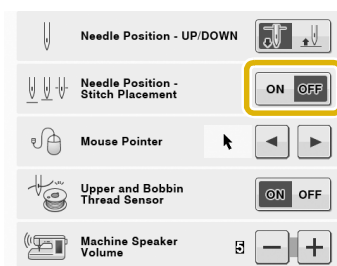 Needle Position - UP/DOWN
Needle Position -
Stitch Placement
ON OFF
Mouse Pointer
Upper and Bobbin
Thread Sensor
ON OFF
Machine Speaker
Volume
5 − +